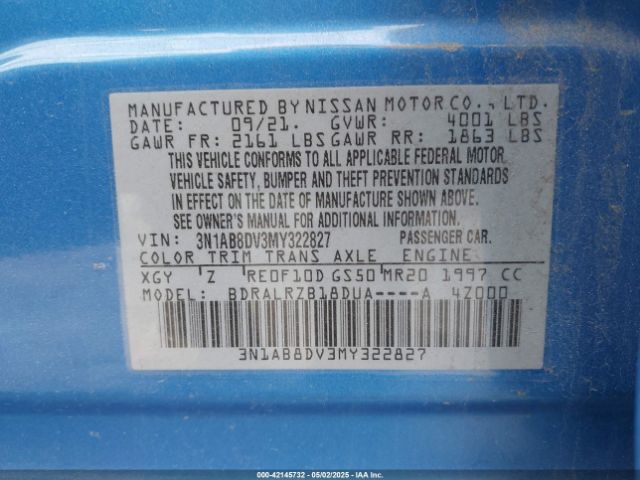 MANUFACTURED BY NISSAN MOTOR CO., LTD.
DATE: 09/21. GVWR: 4001 LBS
GAWR FR: 2161 LBS GAWR RR: 1863 LBS
THIS VEHICLE CONFORMS TO ALL APPLICABLE FEDERAL MOTOR
VEHICLE SAFETY, BUMPER AND THEFT PREVENTION STANDARDS
IN EFFECT ON THE DATE OF MANUFACTURE SHOWN ABOVE.
SEE OWNER'S MANUAL FOR ADDITIONAL INFORMATION.
VIN: 3N1AB8DV3MY322827 PASSENGER CAR.
COLOR TRIM TRANS AXLE ENGINE
XGY Z RE0F10D GS50 MR20 1997 CC
MODEL: BDRALRZB18DUA----A 4Z000
3N1AB8DV3MY322827
000-42145732 - 05/02/2025 - IAA Inc.